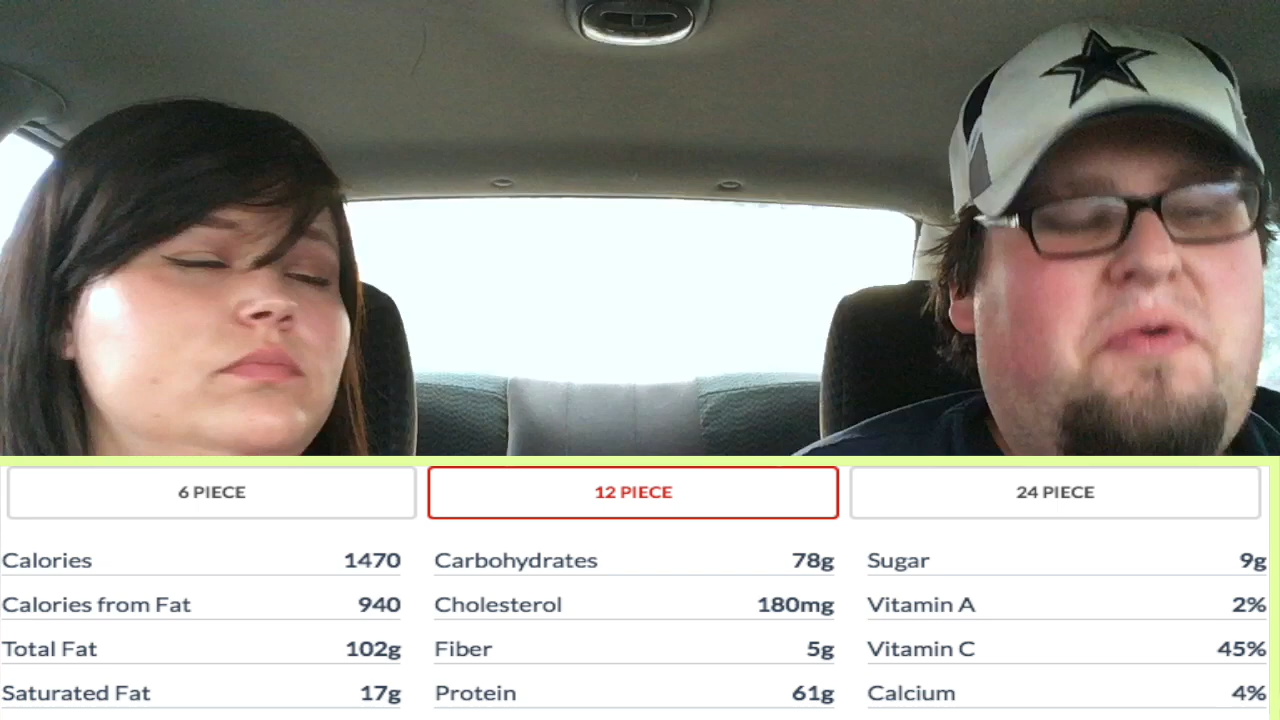 6 PIECE 12 PIECE 24 PIECE
Calories 1470 Carbohydrates 78g Sugar 9g
Calories from Fat 940 Cholesterol 180mg Vitamin A 2%
Total Fat 102g Fiber 5g Vitamin C 45%
Saturated Fat 17g Protein 61g Calcium 4%